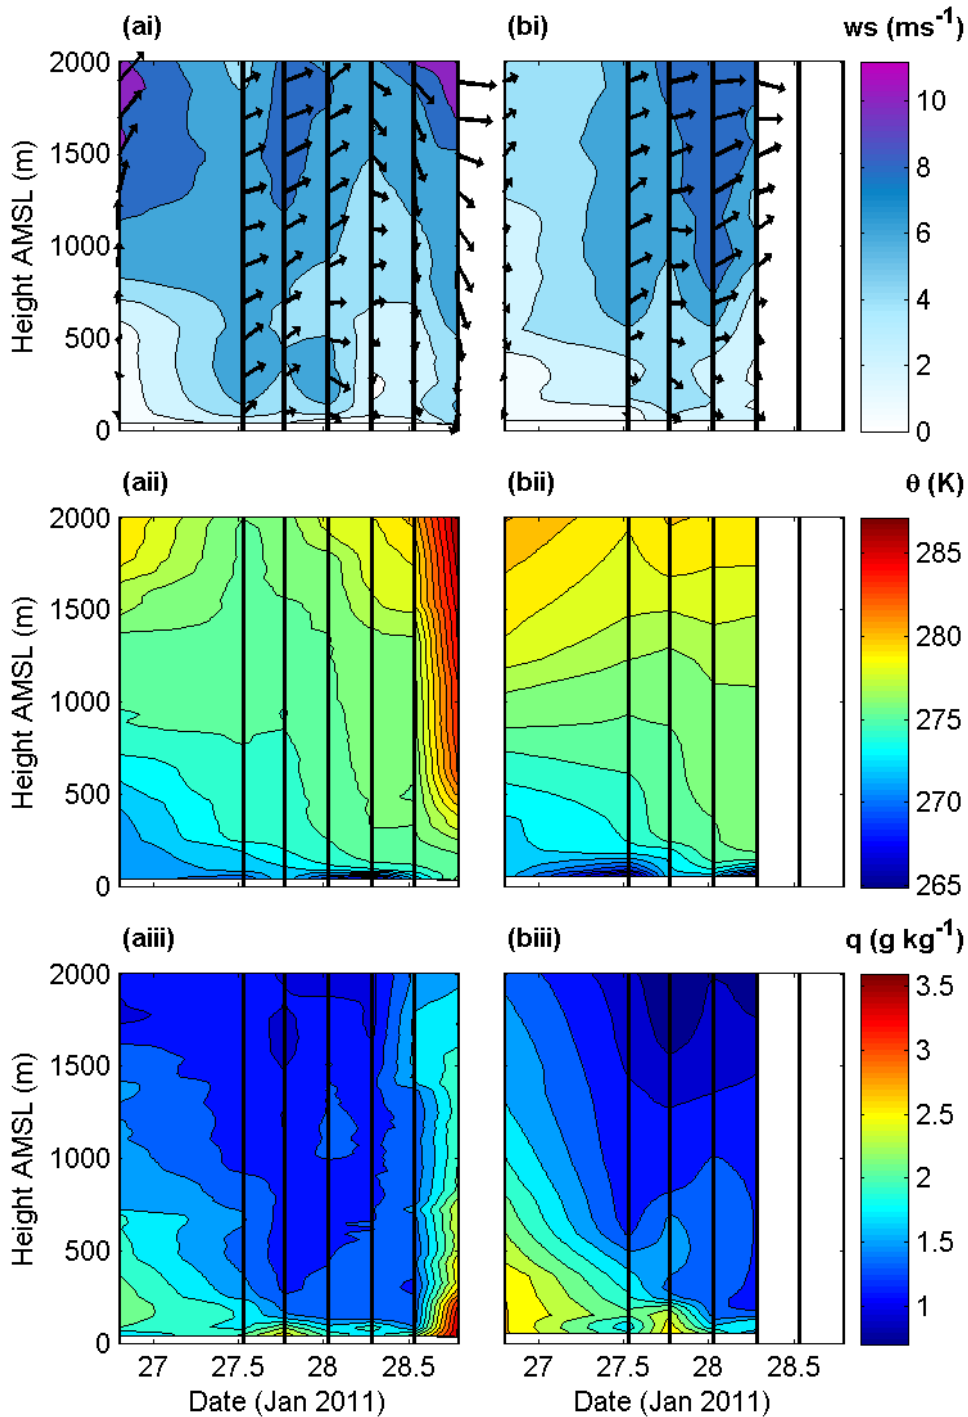 (ai) (bi) ws (ms-1)
2000 10
1500 8
1000 6
4
500 2
0 0
Height AMSL (m)
(aii) (bii) θ (K)
2000 285
1500 280
1000 275
500 270
0 265
Height AMSL (m)
(aiii) (biii) q (g kg-1)
2000 3.5
3
1500 2.5
1000 2
500 1.5
1
0
Height AMSL (m)
27 27.5 28 28.5 27 27.5 28 28.5
Date (Jan 2011) Date (Jan 2011)